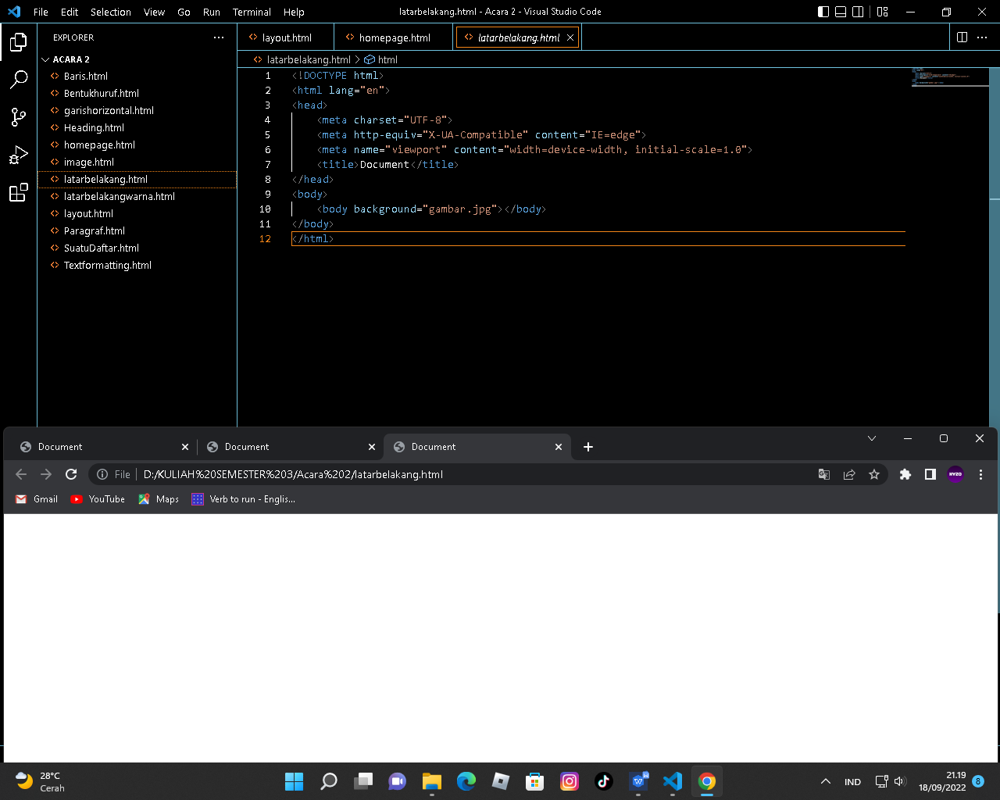 File Edit Selection View Go Run Terminal Help latarbelakang.html - Acara 2 - Visual Studio Code
EXPLORER
ACARA 2
Baris.html
Bentukhuruf.html
garishorizontal.html
Heading.html
homepage.html
image.html
latarbelakang.html
latarbelakangwarna.html
layout.html
Paragraf.html
SuatuDaftar.html
Textformatting.html
layout.html homepage.html latarbelakang.html
latarbelakang.html > html
1 <!DOCTYPE html>
2 <html lang="en">
3 <head>
4 <meta charset="UTF-8">
5 <meta http-equiv="X-UA-Compatible" content="IE=edge">
6 <meta name="viewport" content="width=device-width, initial-scale=1.0">
7 <title>Document</title>
8 </head>
9 <body>
10 <body background="gambar.jpg"></body>
11 </body>
12 </html>
Document Document Document
File D:/KULIAH%20SEMESTER%203/Acara%202/latarbelakang.html HYZO
Gmail YouTube Maps Verb to run - Englis...
28°C
Cerah
IND
21.19
18/09/2022
8